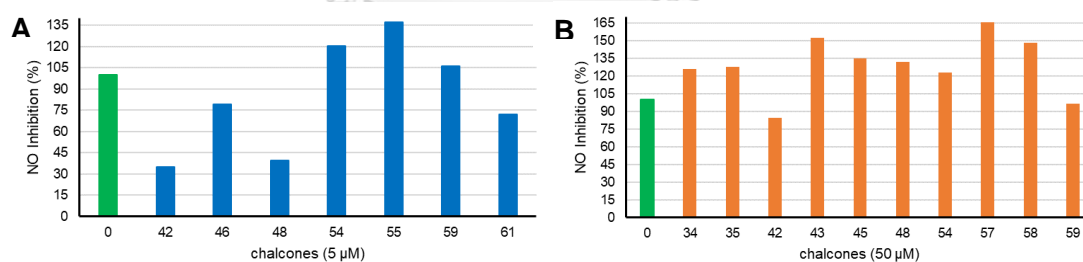 A
NO Inhibition (%)
135
120
105
90
75
60
45
30
15
0
0 42 46 48 54 55 59 61
chalcones (5 µM)
B
NO Inhibition (%)
165
150
135
120
105
90
75
60
45
30
15
0
0 34 35 42 43 45 48 54 57 58 59
chalcones (50 µM)